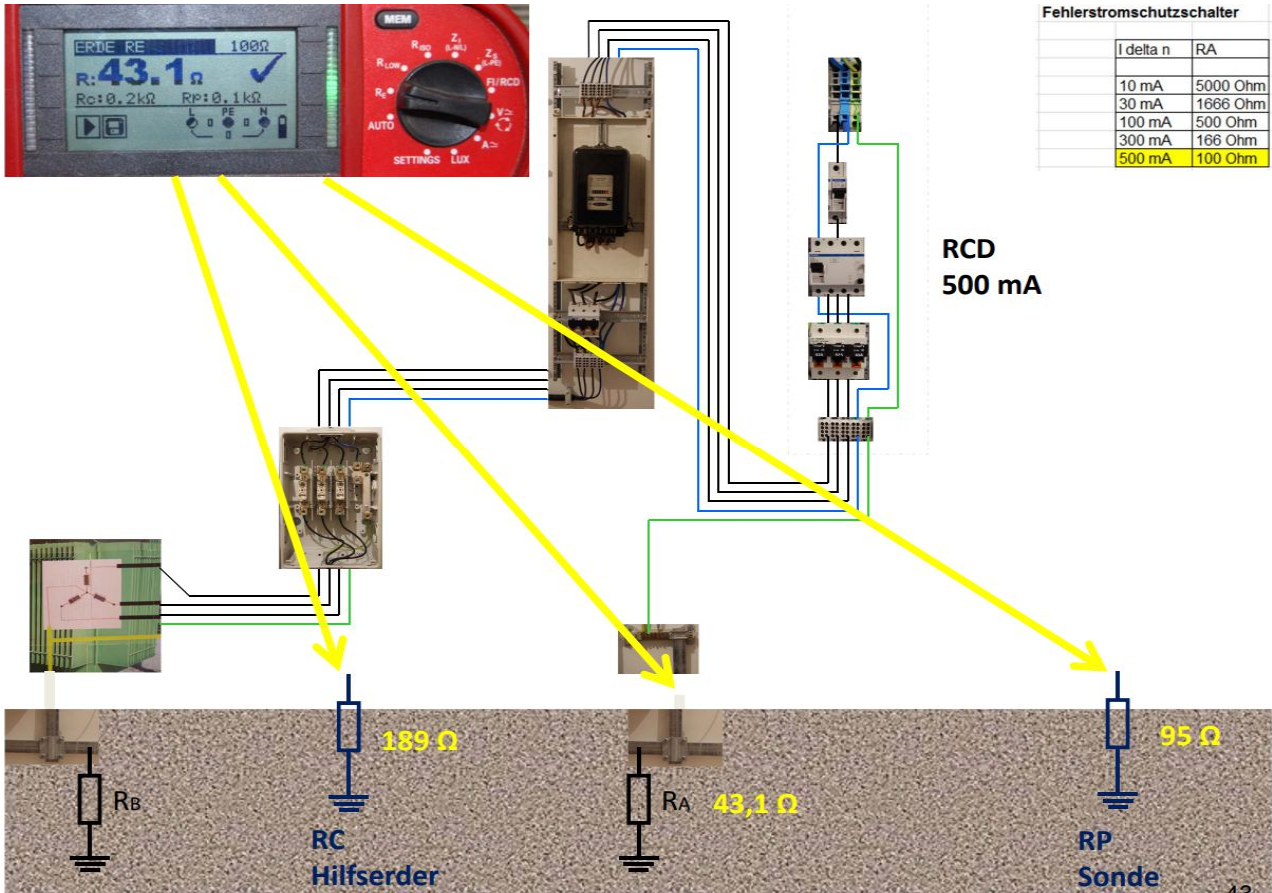 MEM
ERDE RE 100Ω
R: 43.1 Ω ✓
Rc:0.2kΩ Rp:0.1kΩ
L PE N
RISO
Z1 (L-N/L)
ZS (L-PE)
RLOW
FI/RCD
RE
V≃
AUTO
A≃
SETTINGS LUX
Fehlerstromschutzschalter
I delta n RA
10 mA 5000 Ohm
30 mA 1666 Ohm
100 mA 500 Ohm
300 mA 166 Ohm
500 mA 100 Ohm
RCD
500 mA
189 Ω
95 Ω
RB
RA 43,1 Ω
RC
Hilfserder
RP
Sonde